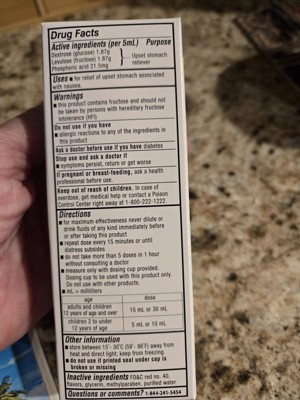 Drug Facts
Active ingredients (per 5mL) Purpose
Dextrose (glucose) 1.87g
Levulose (fructose) 1.87g } Upset stomach
Phosphoric acid 21.5mg reliever
Uses ■ for relief of upset stomach associated
with nausea.
Warnings
■ this product contains fructose and should not
be taken by persons with hereditary fructose
intolerance (HFI)
Do not use if you have
■ allergic reactions to any of the ingredients in
this product
Ask a doctor before use if you have diabetes
Stop use and ask a doctor if
■ symptoms persist, return or get worse
If pregnant or breast-feeding, ask a health
professional before use.
Keep out of reach of children. In case of
overdose, get medical help or contact a Poison
Control Center right away at 1-800-222-1222.
Directions
■ for maximum effectiveness never dilute or
drink fluids of any kind immediately before
or after taking this product
■ repeat dose every 15 minutes or until
distress subsides
■ do not take more than 5 doses in 1 hour
without consulting a doctor
■ measure only with dosing cup provided.
Dosing cup to be used with this product only.
Do not use with other products.
■ mL = milliliters
age dose
adults and children
12 years of age and over 15 mL or 30 mL
children 2 to under
12 years of age 5 mL or 10 mL
Other information
■ store between 15°- 30°C (59°- 86°F) away from
heat and direct light; keep from freezing.
■ do not use if printed seal under cap is
broken or missing
Inactive ingredients FD&C red no. 40,
flavors, glycerin, methylparaben, purified water
Questions or comments? 1-844-241-5454